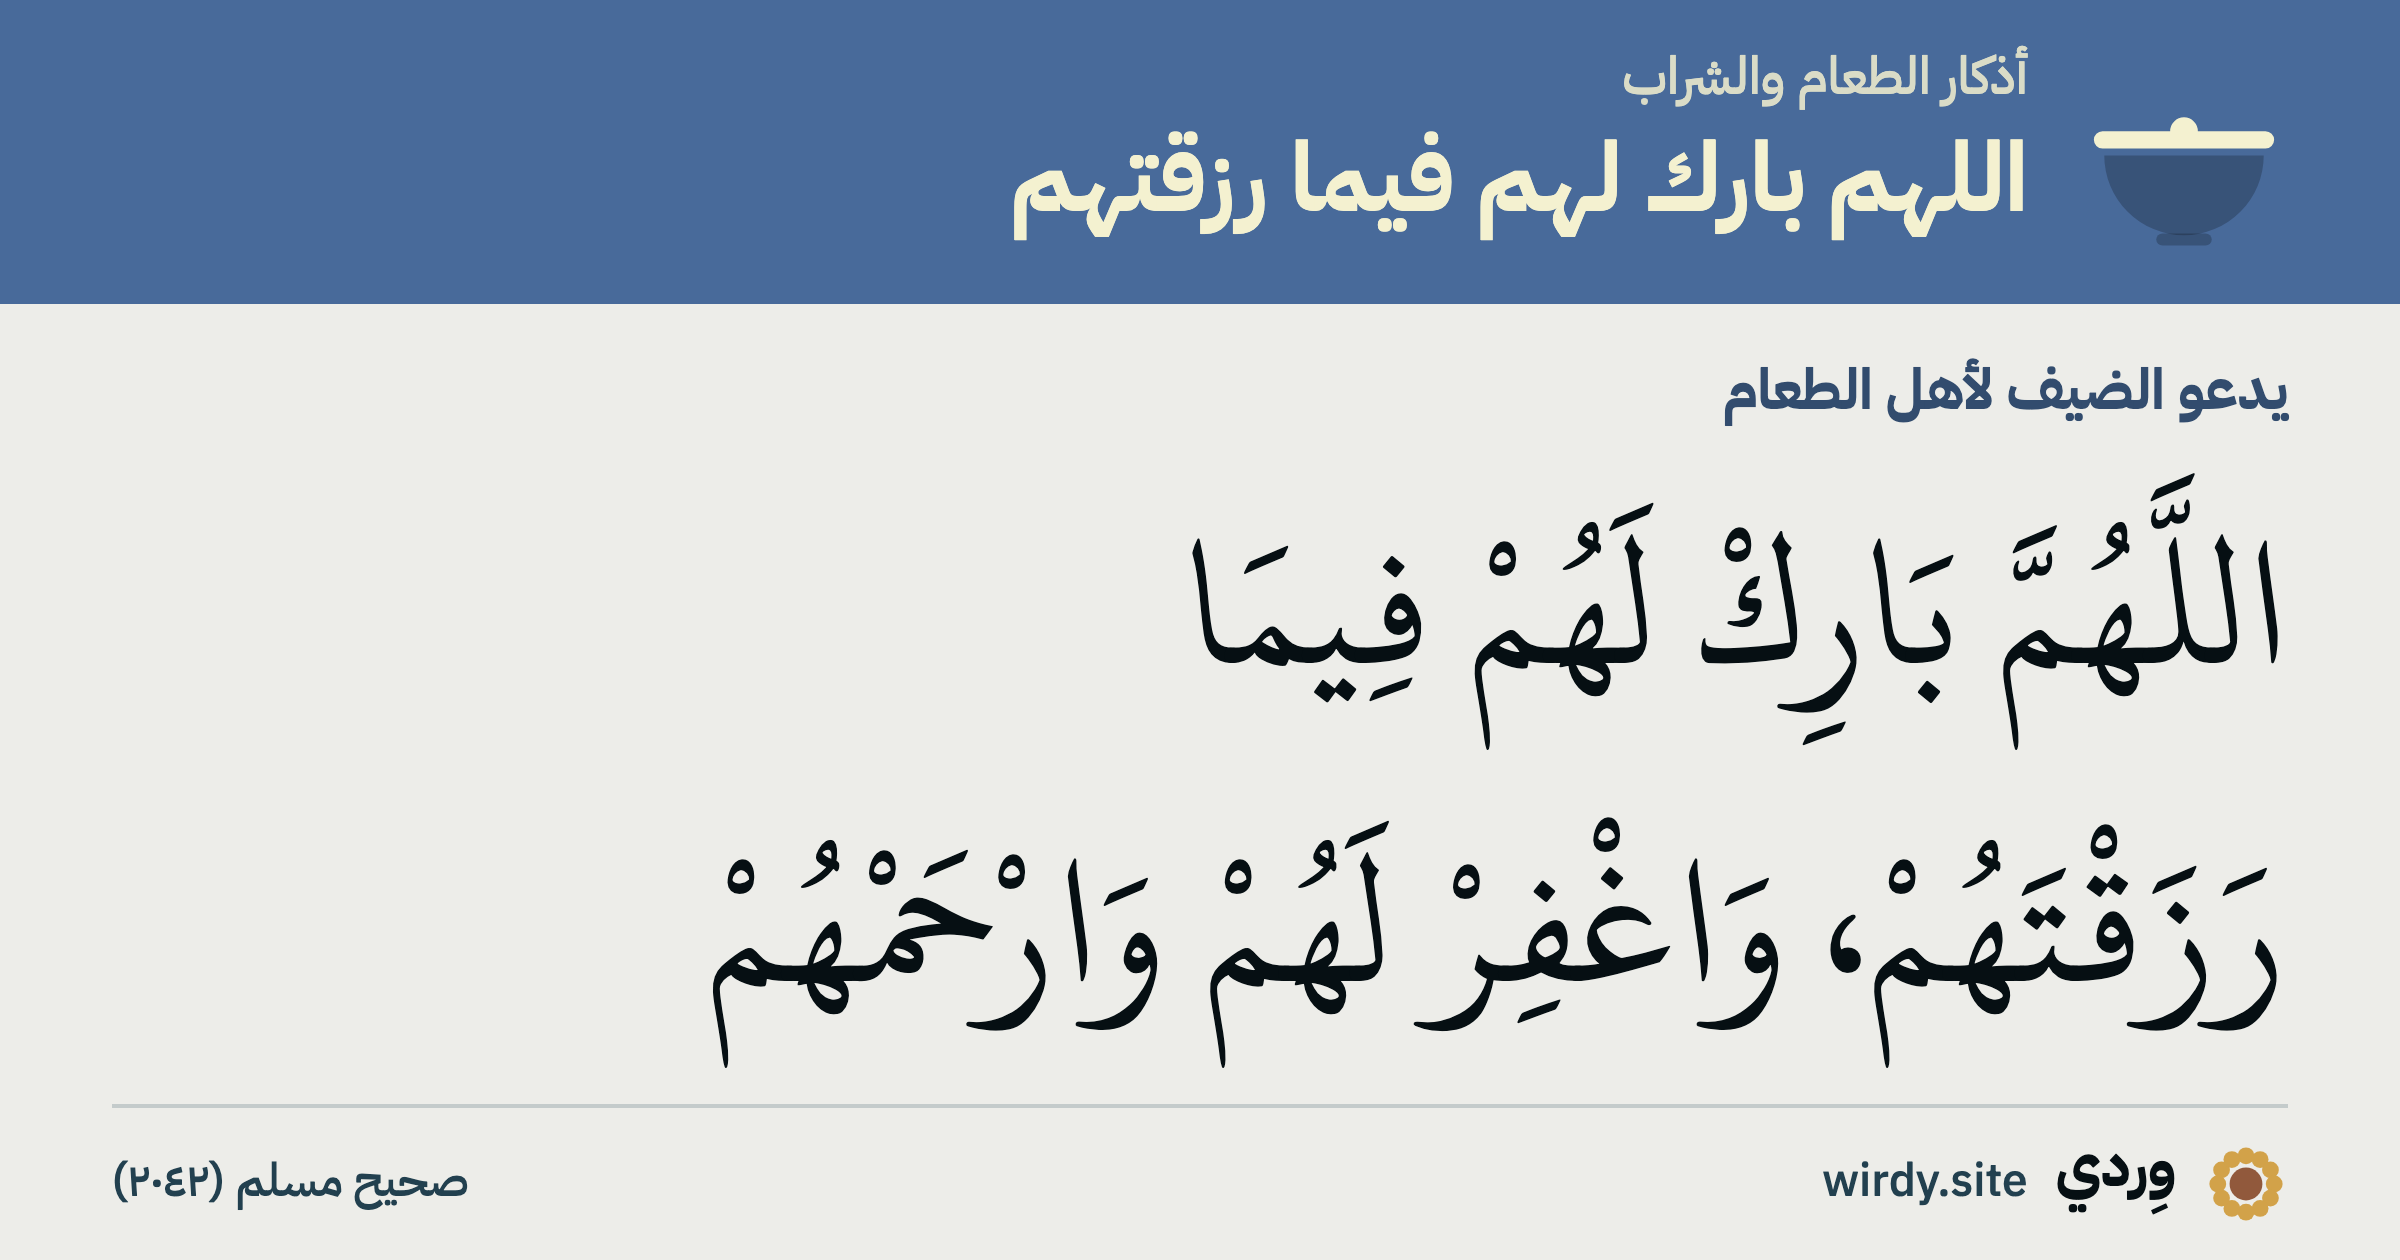 أذكار الطعام والشراب
اللهم بارك لهم فيما رزقتهم
يدعو الضيف لأهل الطعام
اللَّهُمَّ بَارِكْ لَهُمْ فِيمَا
رَزَقْتَهُمْ، وَاغْفِرْ لَهُمْ وَارْحَمْهُمْ
وِردي wirdy.site
صحيح مسلم (٢٠٤٢)